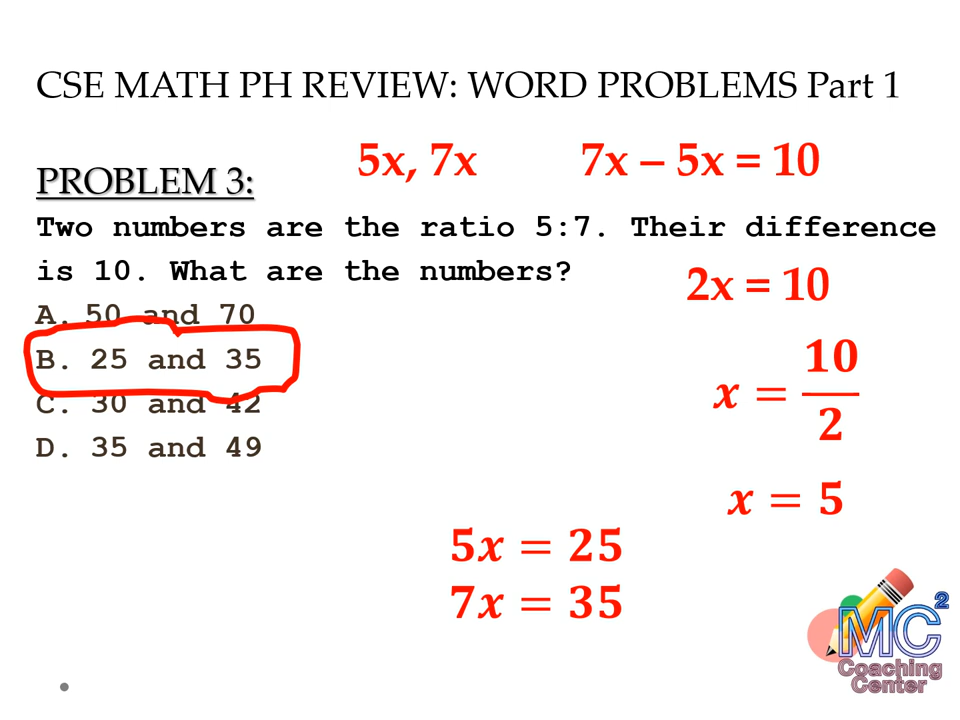 CSE MATH PH REVIEW: WORD PROBLEMS Part 1
5x, 7x
7x – 5x = 10
PROBLEM 3:
Two numbers are the ratio 5:7. Their difference
is 10. What are the numbers?
2x = 10
A. 50 and 70
B. 25 and 35
C. 30 and 42
D. 35 and 49
x = 10/2
x = 5
5x = 25
7x = 35
MC²
Coaching
Center